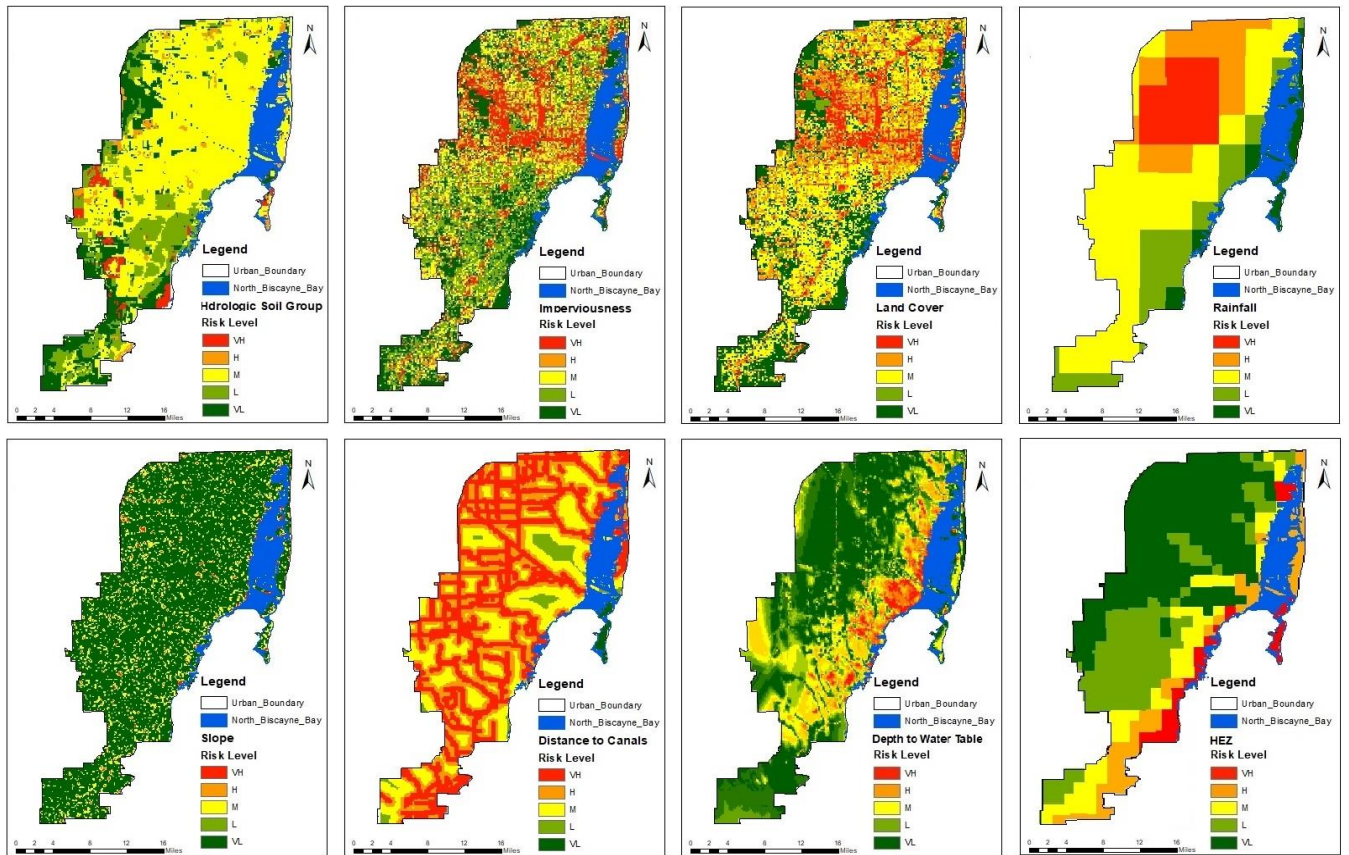 N
Legend
Urban_Boundary
North_Biscayne_Bay
Hdrologic Soil Group
Risk Level
VH
H
M
L
VL
0 2 4 8 12 16
Miles
N
Legend
Urban_Boundary
North_Biscayne_Bay
Imperviousness
Risk Level
VH
H
M
L
VL
0 2 4 8 12 16
Miles
N
Legend
Urban_Boundary
North_Biscayne_Bay
Land Cover
Risk Level
VH
H
M
L
VL
0 2 4 8 12 16
Miles
N
Legend
Urban_Boundary
North_Biscayne_Bay
Rainfall
Risk Level
VH
H
M
L
VL
0 2 4 8 12 16
Miles
N
Legend
Urban_Boundary
North_Biscayne_Bay
Slope
Risk Level
VH
H
M
L
VL
0 2 4 8 12 16
Miles
N
Legend
Urban_Boundary
North_Biscayne_Bay
Distance to Canals
Risk Level
VH
H
M
L
VL
0 2 4 8 12 16
Miles
N
Legend
Urban_Boundary
North_Biscayne_Bay
Depth to Water Table
Risk Level
VH
H
M
L
VL
0 2 4 8 12 16
Miles
N
Legend
Urban_Boundary
North_Biscayne_Bay
HEZ
Risk Level
VH
H
M
L
VL
0 2 4 8 12 16
Miles